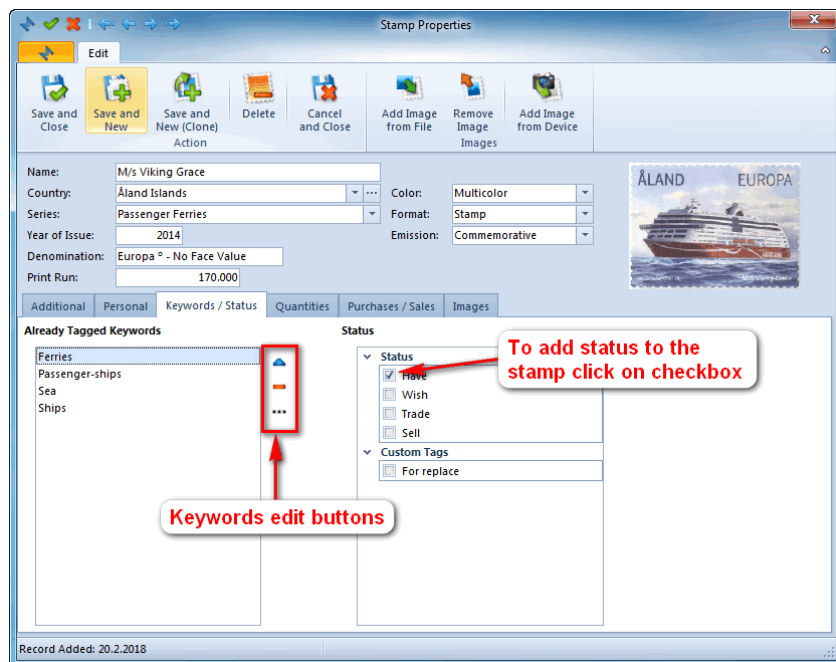 Stamp Properties
Edit
Save and Close
Save and New
Save and New (Clone)
Delete
Cancel and Close
Add Image from File
Remove Image
Add Image from Device
Action
Images
Name: M/s Viking Grace
Country: Åland Islands
Color: Multicolor
Series: Passenger Ferries
Format: Stamp
Year of Issue: 2014
Emission: Commemorative
Denomination: Europa ° - No Face Value
Print Run: 170.000
ÅLAND EUROPA
Additional Personal Keywords / Status Quantities Purchases / Sales Images
Already Tagged Keywords
Ferries
Passenger-ships
Sea
Ships
Status
Status
Have
Wish
Trade
Sell
Custom Tags
For replace
To add status to the
stamp click on checkbox
Keywords edit buttons
Record Added: 20.2.2018